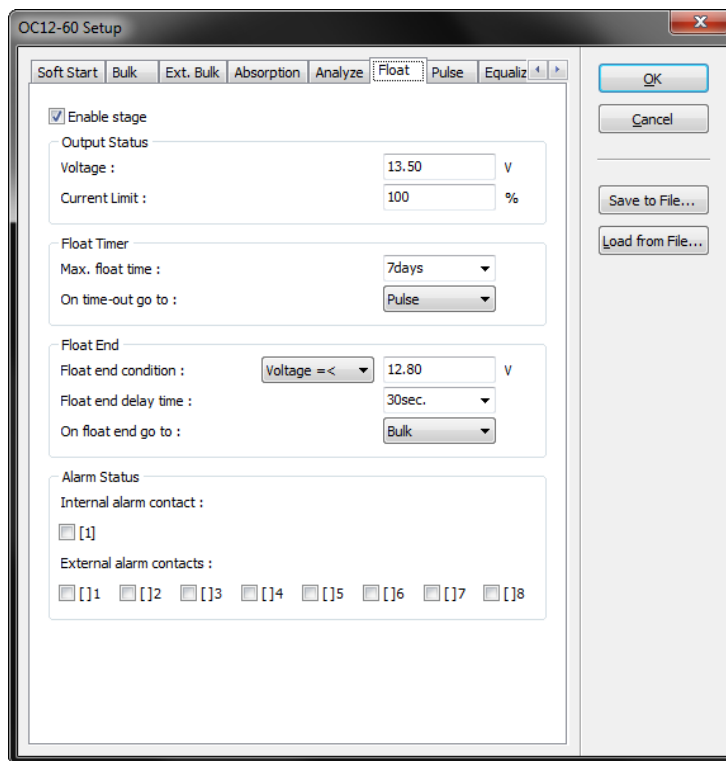 OC12-60 Setup
Soft Start Bulk Ext. Bulk Absorption Analyze Float Pulse Equaliz
Enable stage
Output Status
Voltage : 13.50 V
Current Limit : 100 %
Float Timer
Max. float time : 7days
On time-out go to : Pulse
Float End
Float end condition : Voltage =< 12.80 V
Float end delay time : 30sec.
On float end go to : Bulk
Alarm Status
Internal alarm contact :
[1]
External alarm contacts :
[]1 []2 []3 []4 []5 []6 []7 []8
OK
Cancel
Save to File...
Load from File...